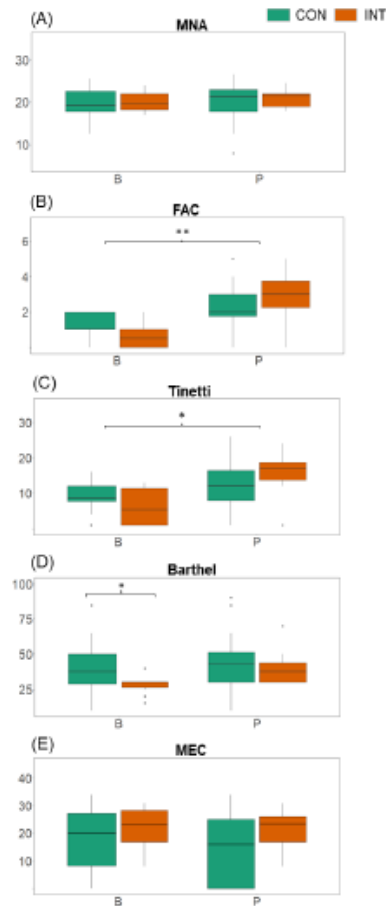 (A)
CON INT
MNA
30
20
10
B P
(B)
FAC
**
6
4
2
B P
(C)
Tinetti
*
30
20
10
B P
(D)
Barthel
*
100
75
50
25
B P
(E)
MEC
40
30
20
10
B P